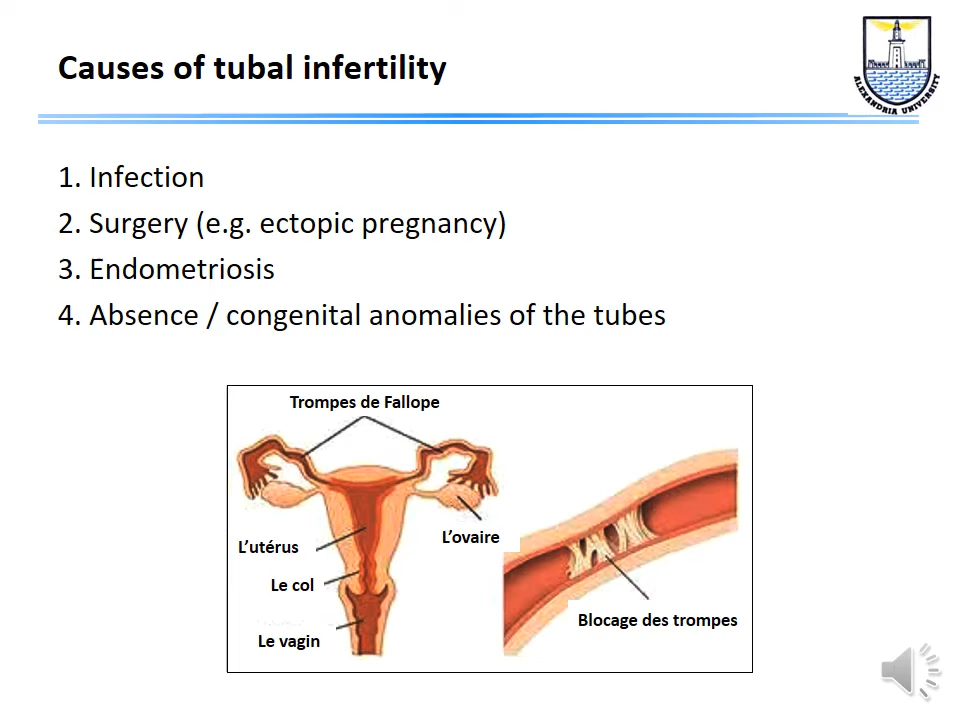 Causes of tubal infertility
ALEXANDRIA UNIVERSITY
1. Infection
2. Surgery (e.g. ectopic pregnancy)
3. Endometriosis
4. Absence / congenital anomalies of the tubes
Trompes de Fallope
L’utérus
L’ovaire
Le col
Le vagin
Blocage des trompes